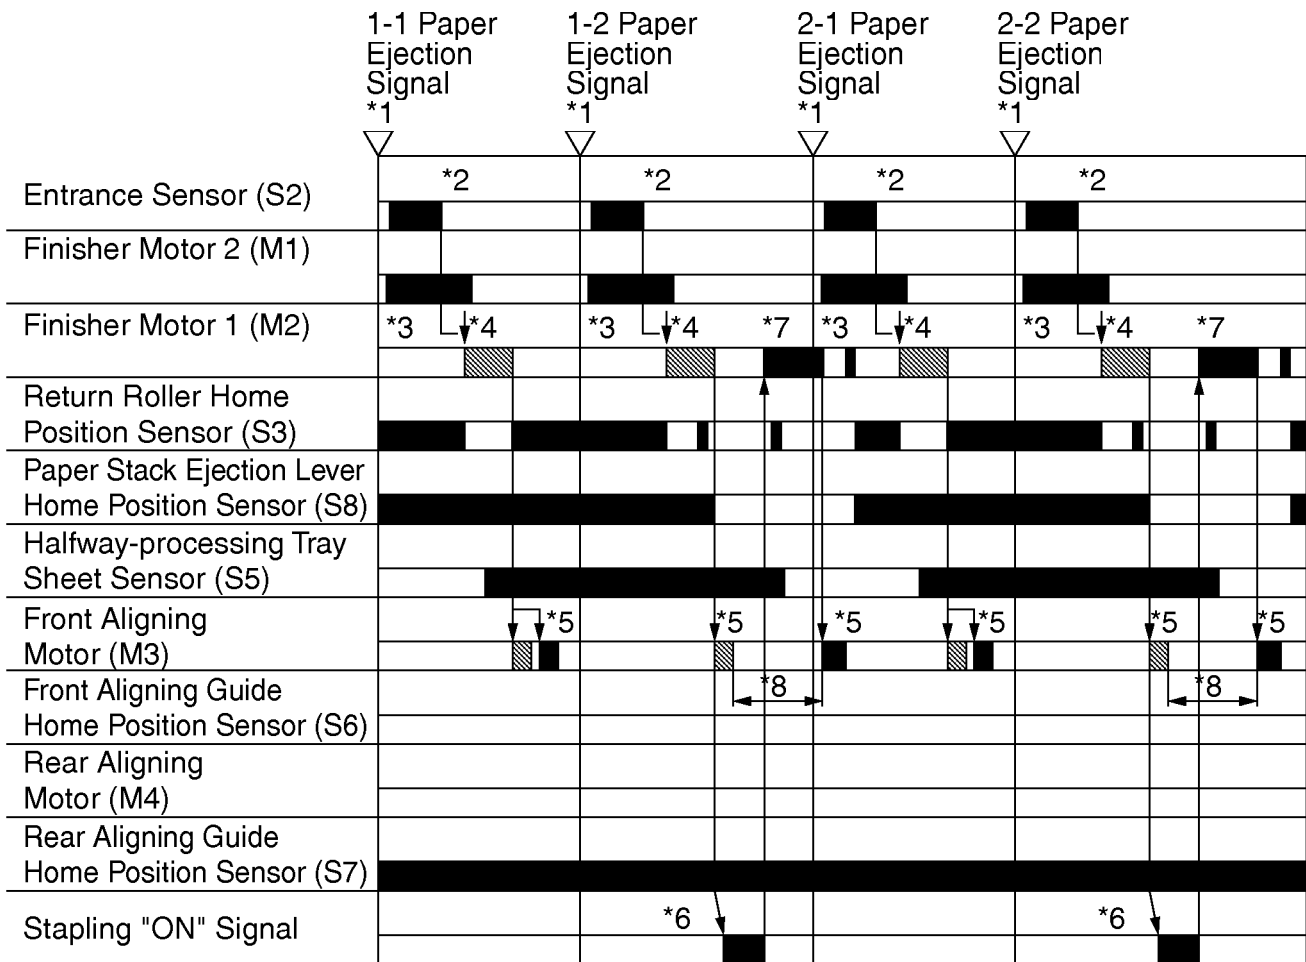 1-1 Paper
Ejection
Signal
*1
1-2 Paper
Ejection
Signal
*1
2-1 Paper
Ejection
Signal
*1
2-2 Paper
Ejection
Signal
*1
Entrance Sensor (S2)
*2 *2 *2 *2
Finisher Motor 2 (M1)
Finisher Motor 1 (M2)
*3 *4 *3 *4 *7 *3 *4 *3 *4 *7
Return Roller Home
Position Sensor (S3)
Paper Stack Ejection Lever
Home Position Sensor (S8)
Halfway-processing Tray
Sheet Sensor (S5)
Front Aligning
Motor (M3)
*5 *5 *5 *5 *5 *5
Front Aligning Guide
Home Position Sensor (S6)
*8 *8
Rear Aligning
Motor (M4)
Rear Aligning Guide
Home Position Sensor (S7)
Stapling "ON" Signal
*6 *6